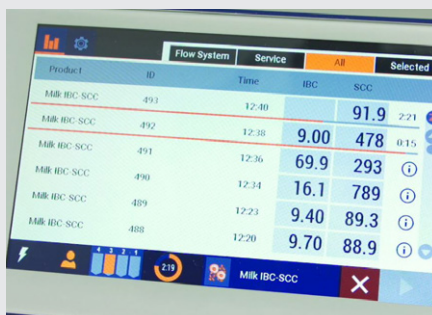 Flow System Service All Selected
Product ID Time IBC SCC
Milk IBC-SCC 493 12:40 91.9 2:21
Milk IBC-SCC 492 12:38 9.00 478 0:15
Milk IBC-SCC 491 12:36 69.9 293
Milk IBC-SCC 490 12:34 16.1 789
Milk IBC-SCC 489 12:23 9.40 89.3
Milk IBC-SCC 488 12:20 9.70 88.9
4 3 2 1
2:19 Milk IBC-SCC